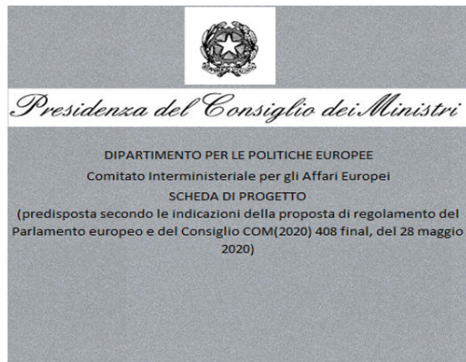 Presidenza del Consiglio dei Ministri
DIPARTIMENTO PER LE POLITICHE EUROPEE
Comitato Interministeriale per gli Affari Europei
SCHEDA DI PROGETTO
(predisposta secondo le indicazioni della proposta di regolamento del
Parlamento europeo e del Consiglio COM(2020) 408 final, del 28 maggio
2020)